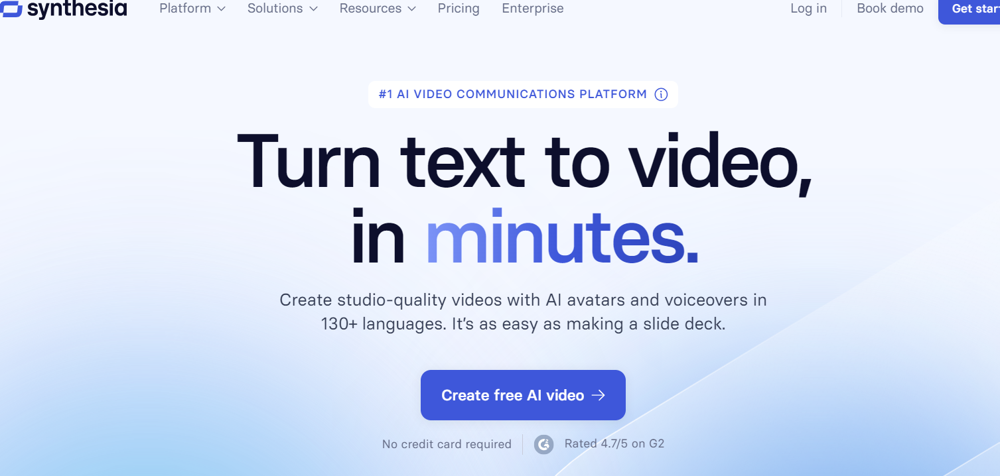 synthesia Platform Solutions Resources Pricing Enterprise Log in Book demo Get star
#1 AI VIDEO COMMUNICATIONS PLATFORM
Turn text to video,
in minutes.
Create studio-quality videos with AI avatars and voiceovers in
130+ languages. It's as easy as making a slide deck.
Create free AI video →
No credit card required Rated 4.7/5 on G2